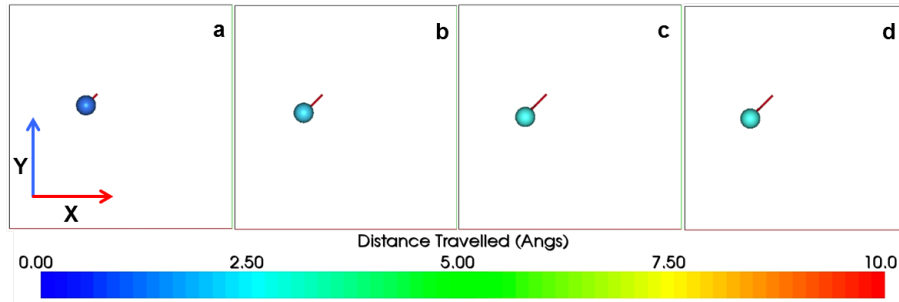 a b c d
Y
X
Distance Travelled (Angs)
0.00 2.50 5.00 7.50 10.0